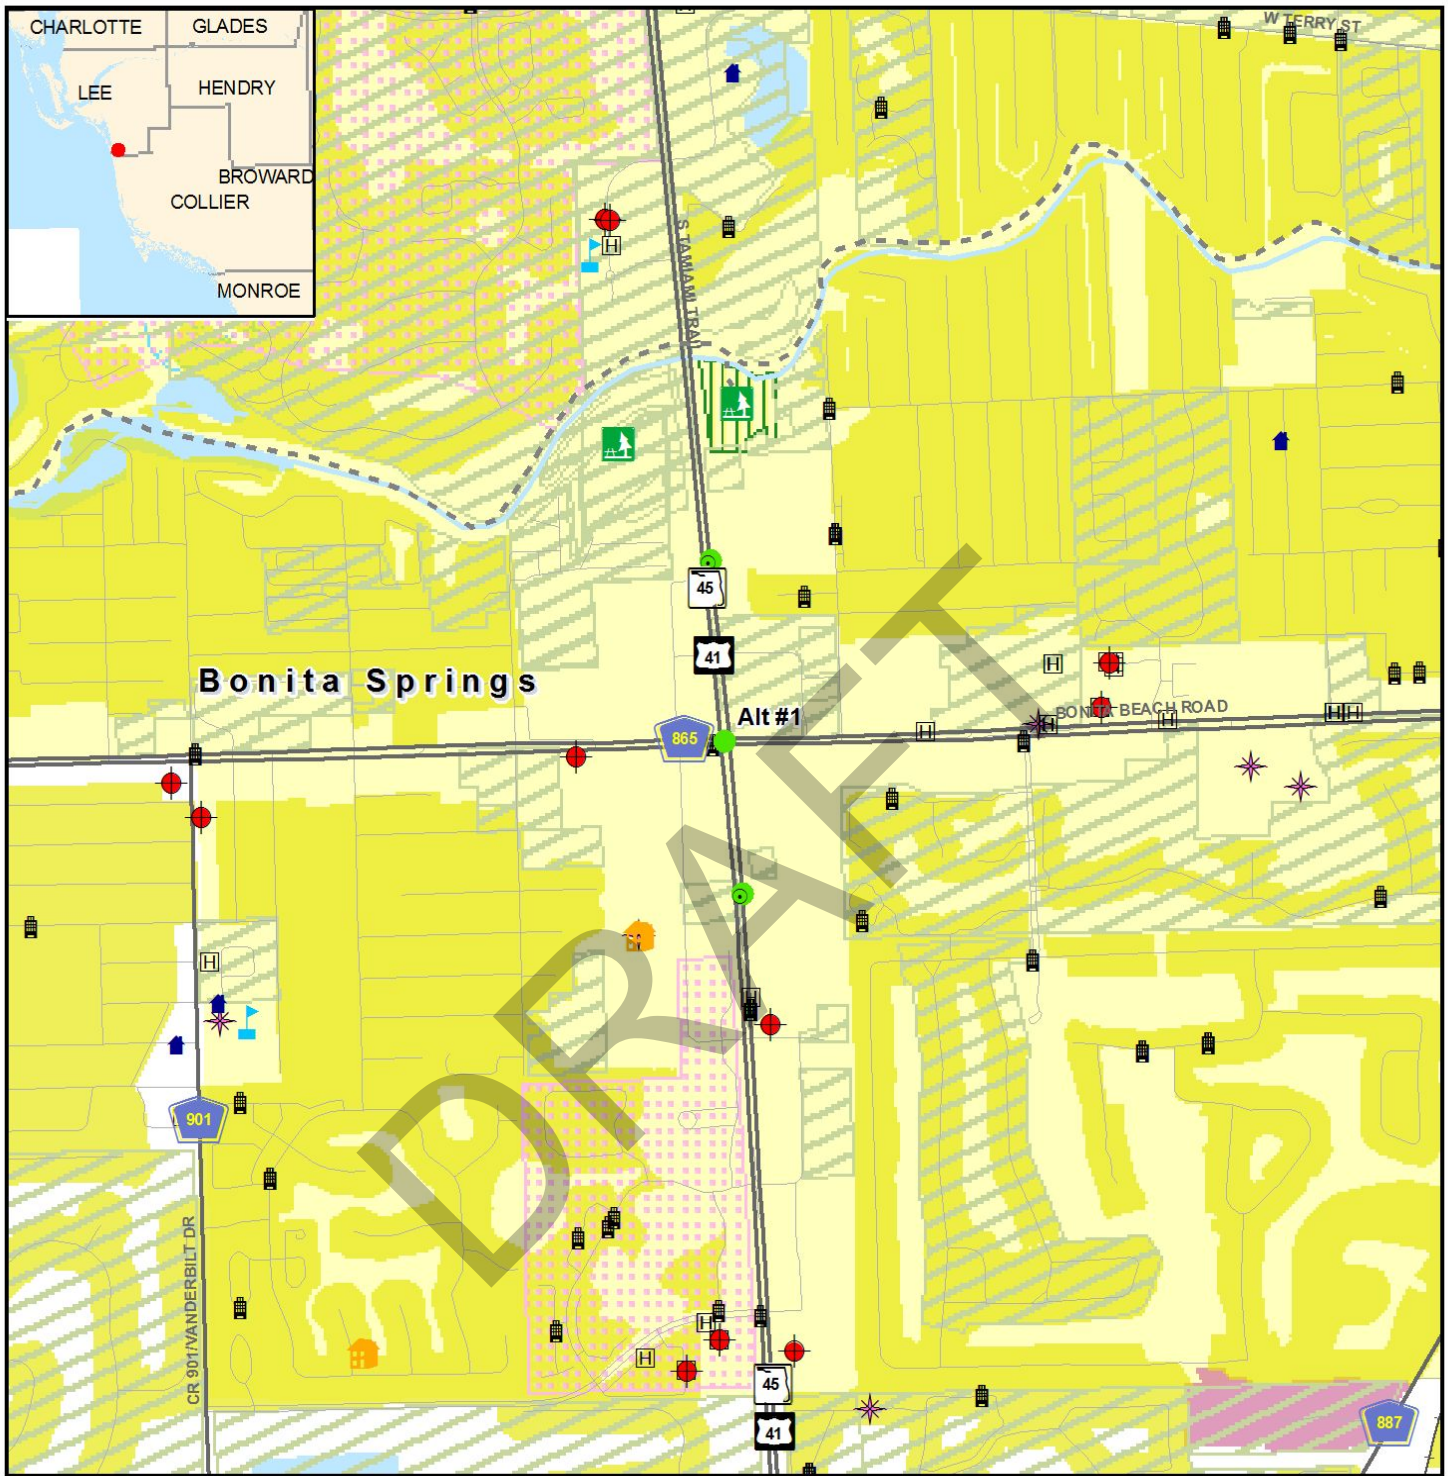 CHARLOTTE
GLADES
LEE
HENDRY
BROWARD
COLLIER
MONROE
W TERRY ST
H
S TAMIAMI TRAIL
45
41
Bonita Springs
Alt #1
865
H
H
H
H
BONITA BEACH ROAD
H
H
H
H
H
901
CR 901/VANDERBILT DR
H
H
45
41
887
DRAFT